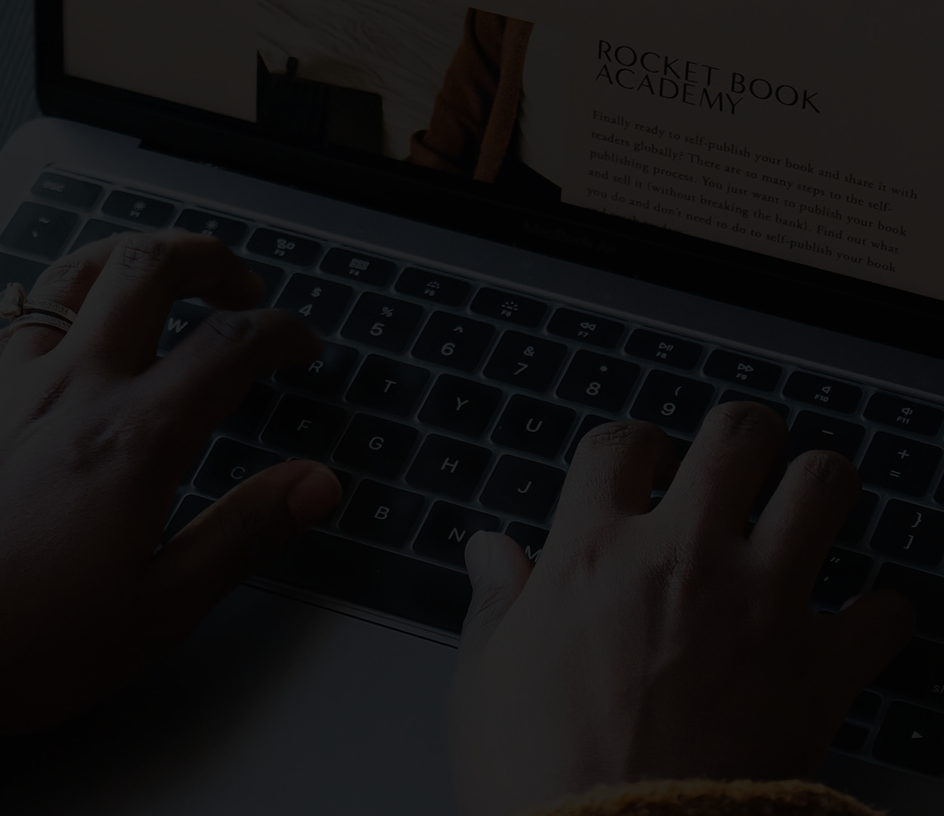 ROCKET BOOK
ACADEMY
Finally ready to self-publish your book and share it with
readers globally? There are so many steps to the self-
publishing process. You just want to publish your book
and sell it (without breaking the bank). Find out what
you do and don't need to do to self-publish your book
esc F3 F4 F5 F6 F7 F8 F9 F10 F11
~ ` $ 4 % 5 ^ 6 & 7 * 8 ( 9 − + =
W R T Y U } ]
F G H J " '
C B N M